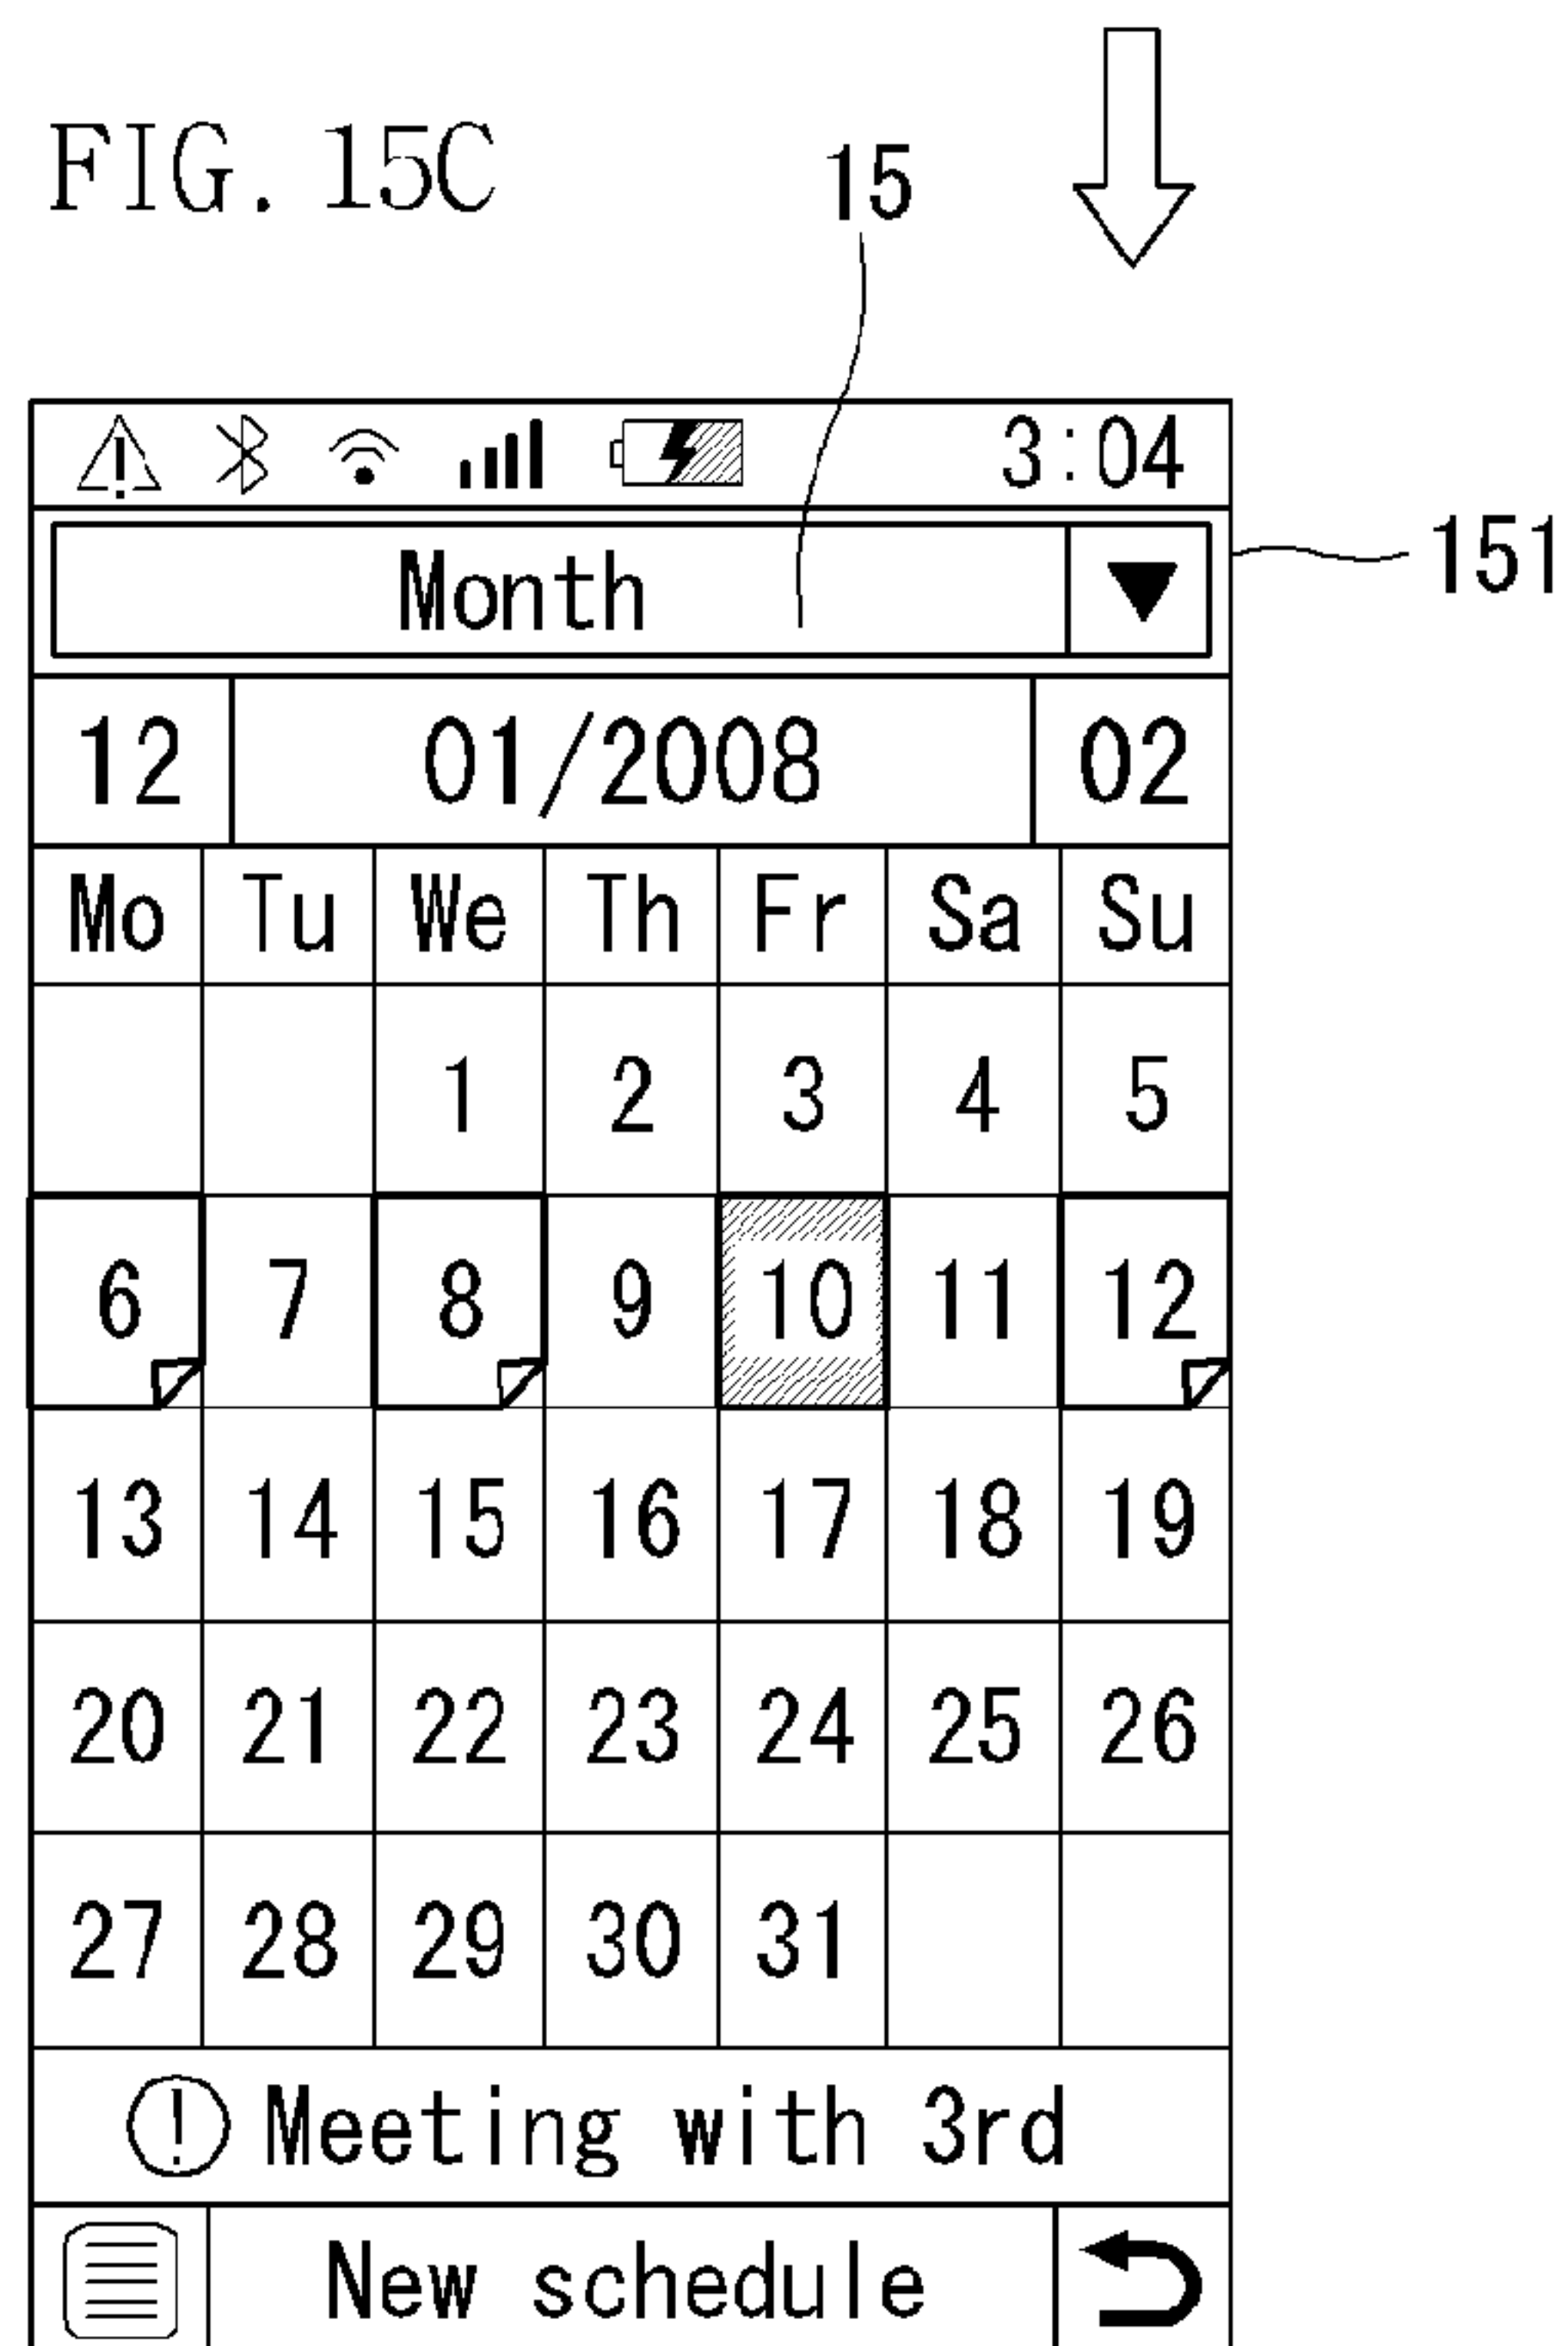 FIG. 15C
15
3:04
Month
151
12 01/2008 02
Mo Tu We Th Fr Sa Su
1 2 3 4 5
6 7 8 9 10 11 12
13 14 15 16 17 18 19
20 21 22 23 24 25 26
27 28 29 30 31
Meeting with 3rd
New schedule